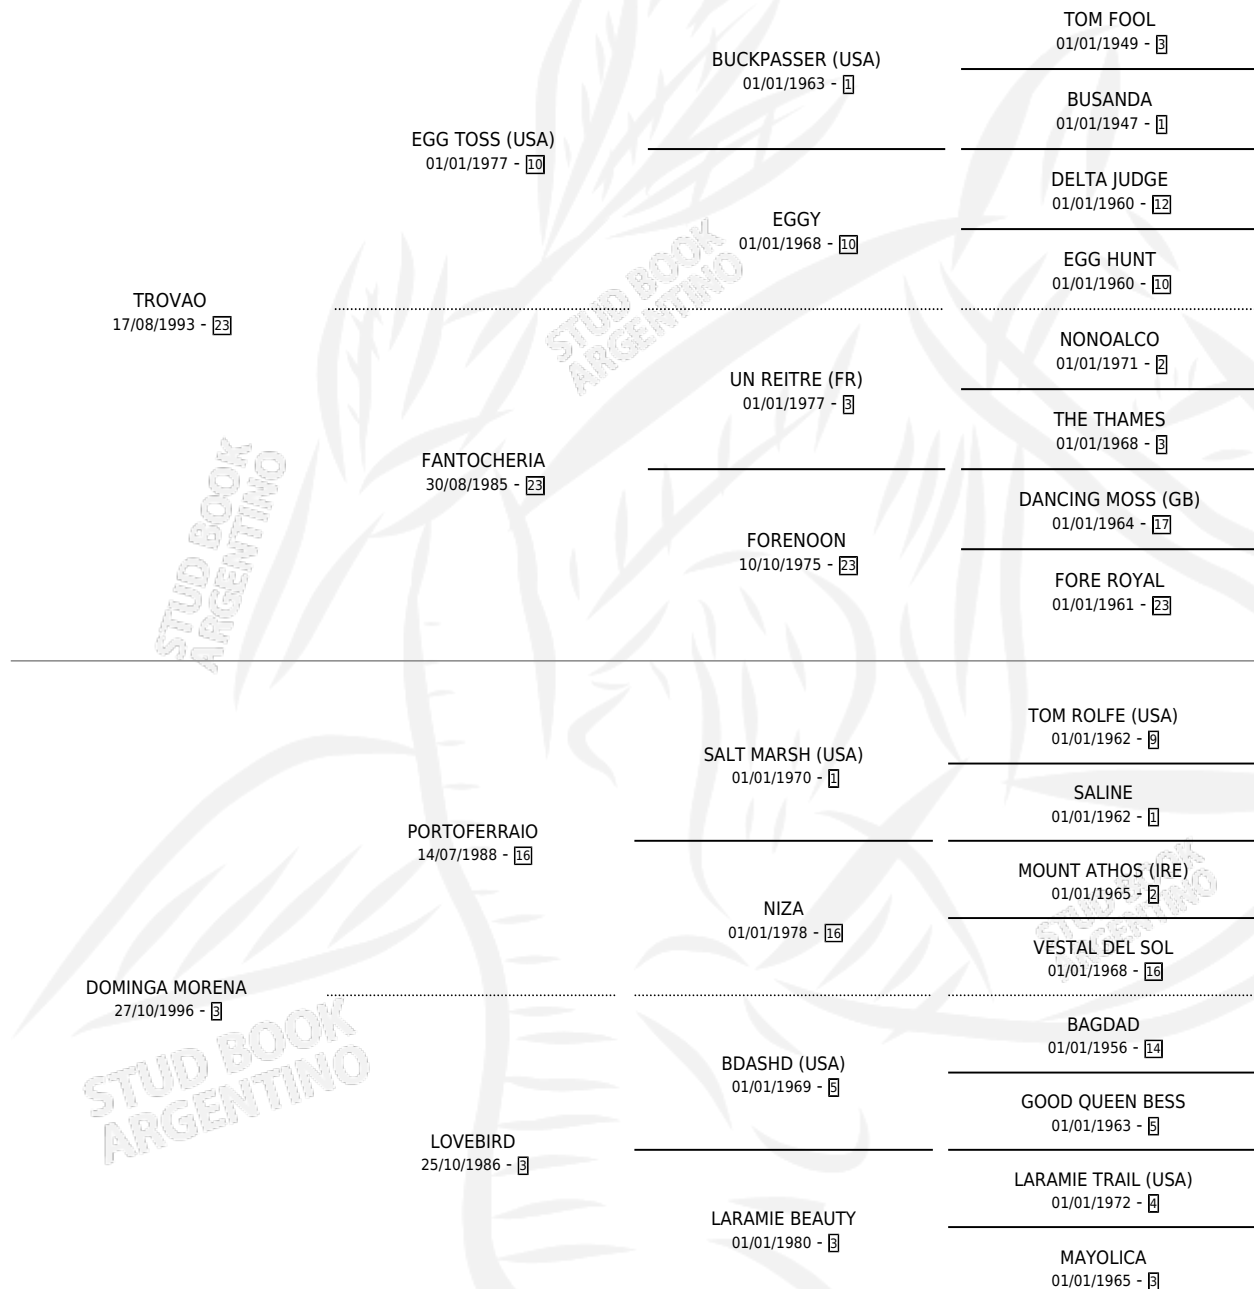 TOM FOOL
01/01/1949 - 3
BUCKPASSER (USA)
01/01/1963 - 1
BUSANDA
01/01/1947 - 1
EGG TOSS (USA)
01/01/1977 - 10
DELTA JUDGE
01/01/1960 - 12
EGGY
01/01/1968 - 10
EGG HUNT
01/01/1960 - 10
TROVAO
17/08/1993 - 23
NONOALCO
01/01/1971 - 2
UN REITRE (FR)
01/01/1977 - 3
THE THAMES
01/01/1968 - 3
FANTOCHERIA
30/08/1985 - 23
DANCING MOSS (GB)
01/01/1964 - 17
FORENOON
10/10/1975 - 23
FORE ROYAL
01/01/1961 - 23
TOM ROLFE (USA)
01/01/1962 - 9
SALT MARSH (USA)
01/01/1970 - 1
SALINE
01/01/1962 - 1
PORTOFERRAIO
14/07/1988 - 16
MOUNT ATHOS (IRE)
01/01/1965 - 2
NIZA
01/01/1978 - 16
VESTAL DEL SOL
01/01/1968 - 16
DOMINGA MORENA
27/10/1996 - 3
BAGDAD
01/01/1956 - 14
BDASHD (USA)
01/01/1969 - 5
GOOD QUEEN BESS
01/01/1963 - 5
LOVEBIRD
25/10/1986 - 3
LARAMIE TRAIL (USA)
01/01/1972 - 4
LARAMIE BEAUTY
01/01/1980 - 3
MAYOLICA
01/01/1965 - 3
STUD BOOK
ARGENTINO
STUD BOOK
ARGENTINO
STUD BOOK
ARGENTINO
STUD BOOK
ARGENTINO